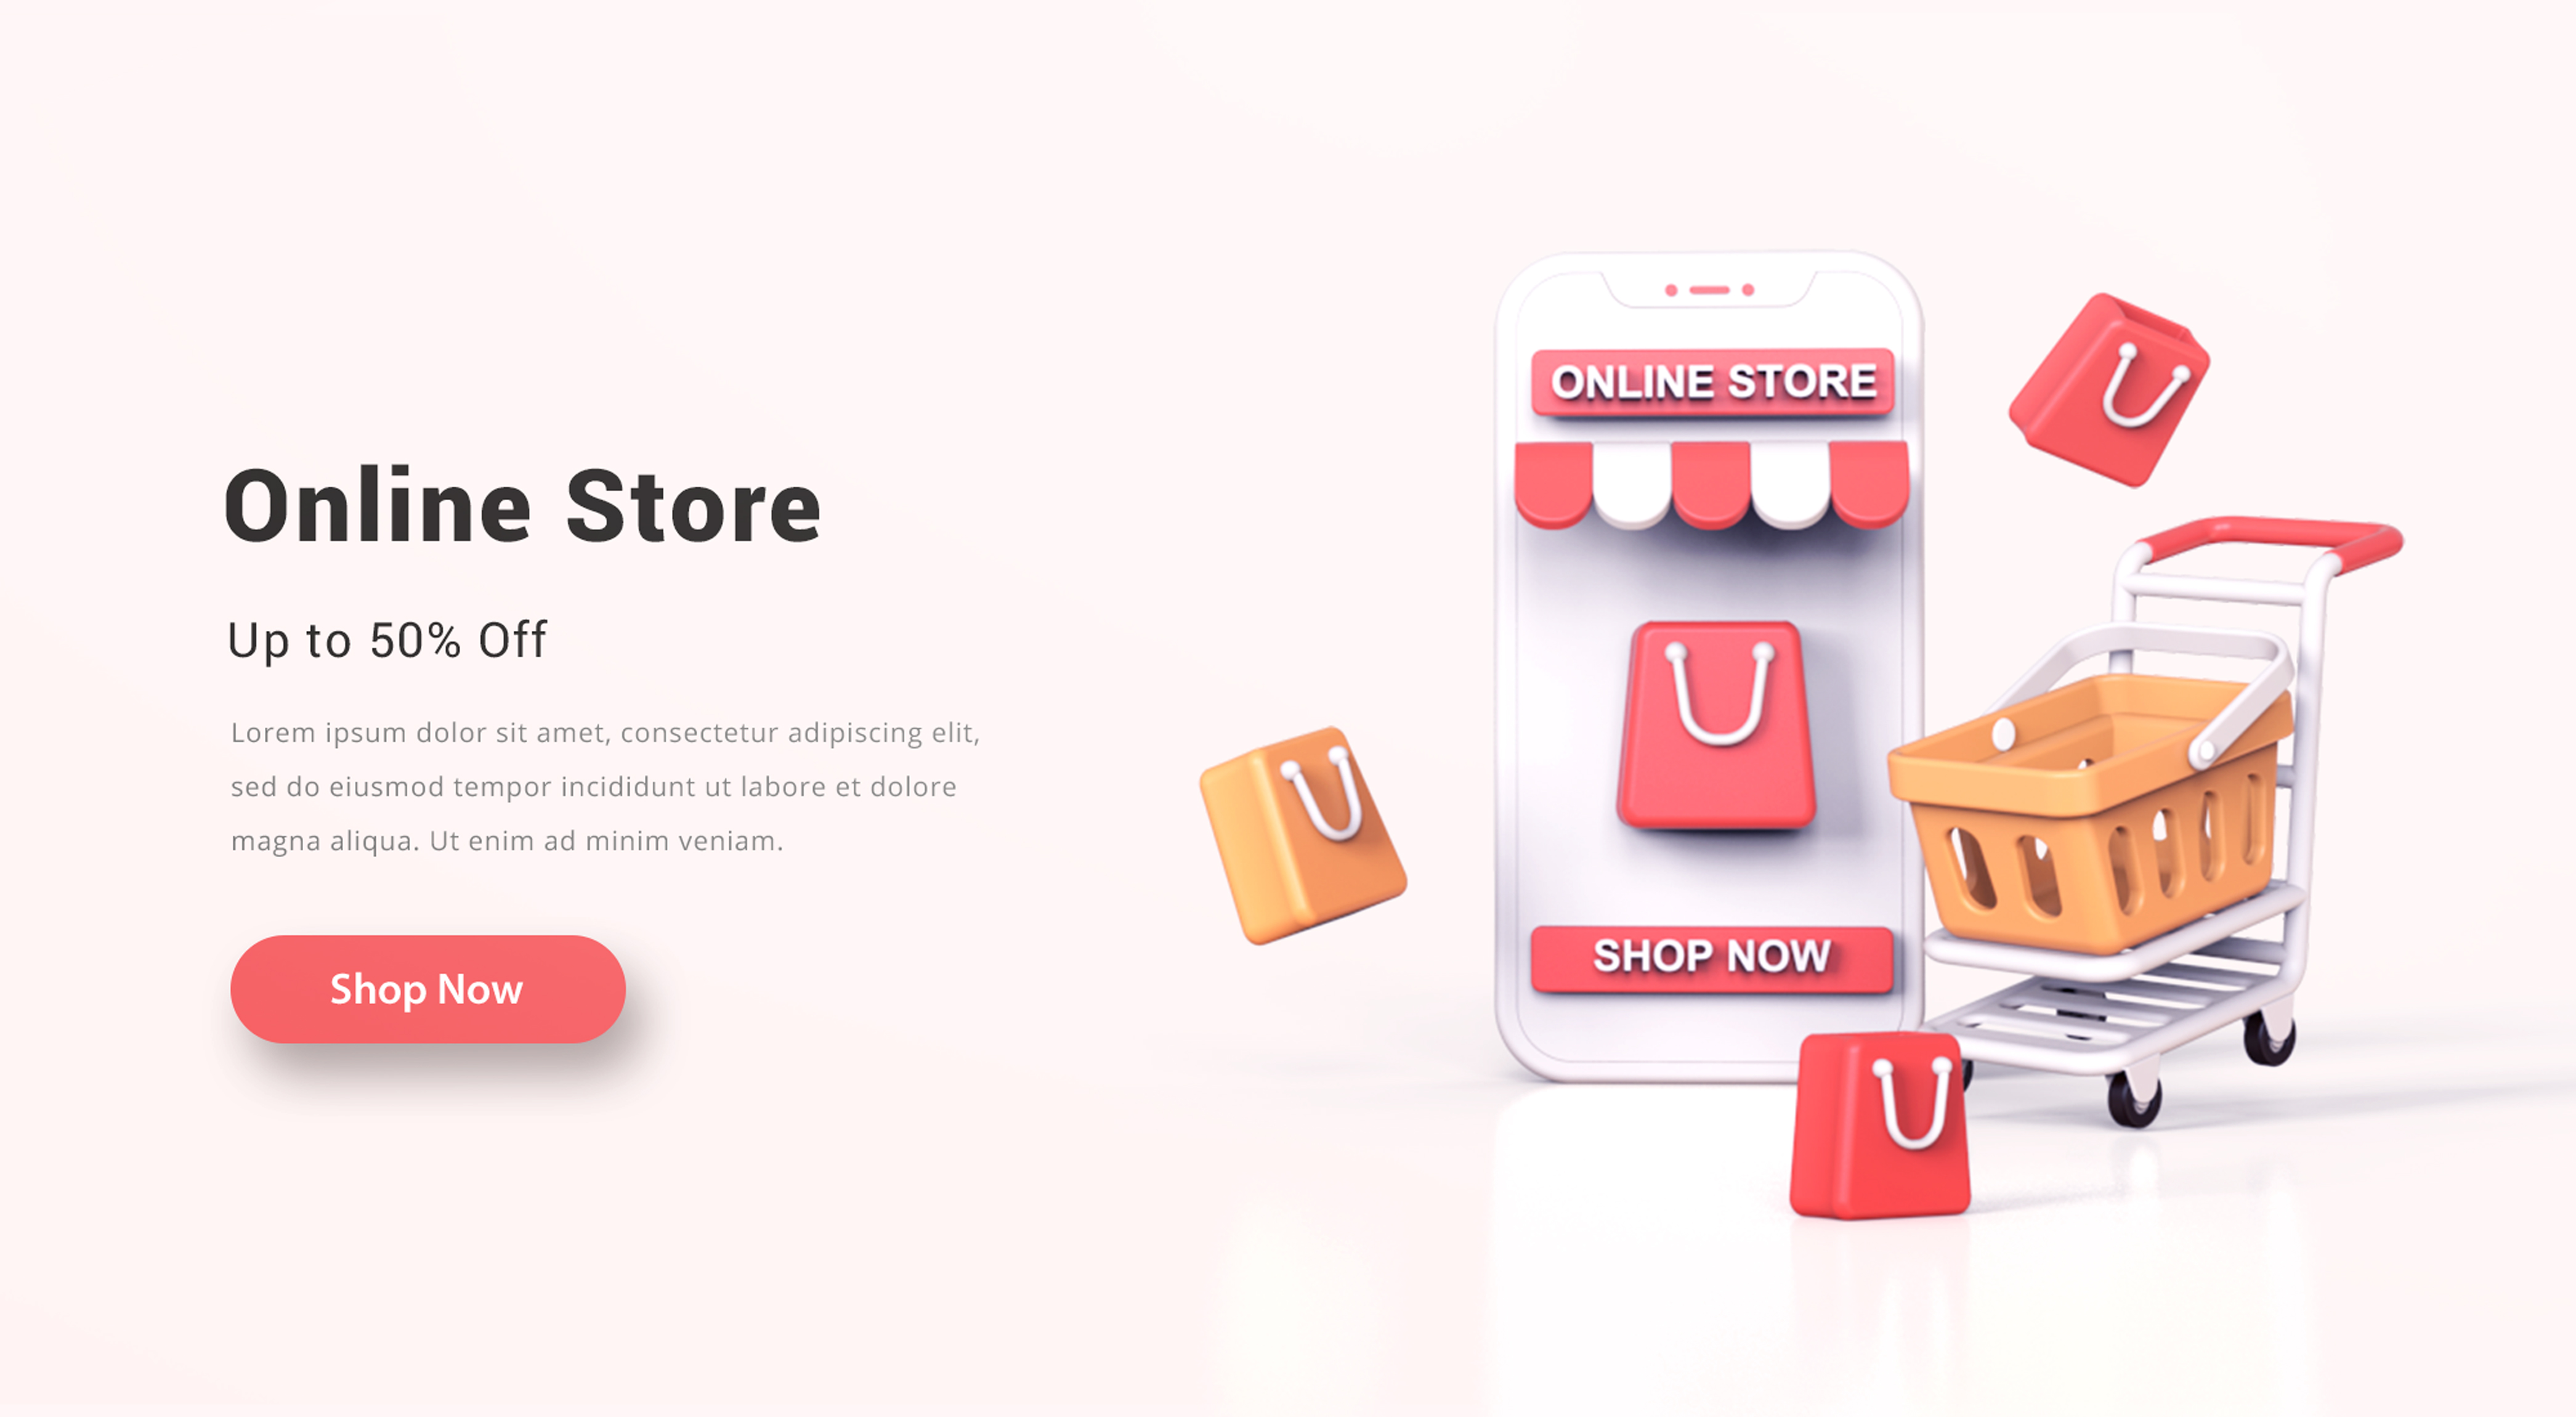 Online Store
Up to 50% Off
Lorem ipsum dolor sit amet, consectetur adipiscing elit,
sed do eiusmod tempor incididunt ut labore et dolore
magna aliqua. Ut enim ad minim veniam.
Shop Now
ONLINE STORE
SHOP NOW